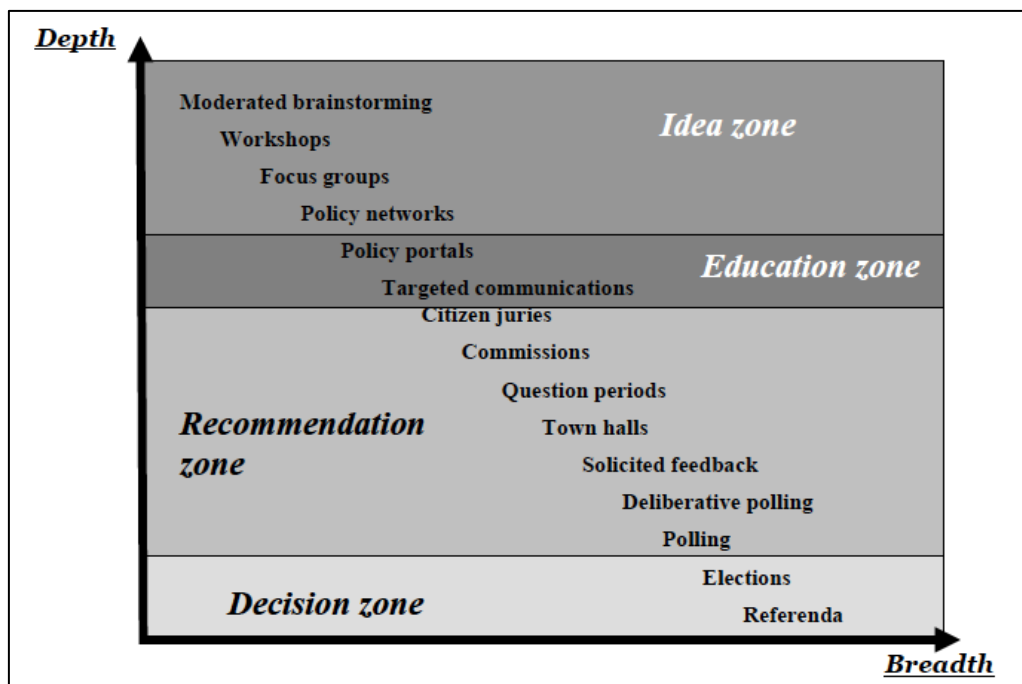 Depth
Moderated brainstorming
Idea zone
Workshops
Focus groups
Policy networks
Policy portals
Education zone
Targeted communications
Citizen juries
Commissions
Question periods
Recommendation
zone
Town halls
Solicited feedback
Deliberative polling
Polling
Elections
Decision zone
Referenda
Breadth